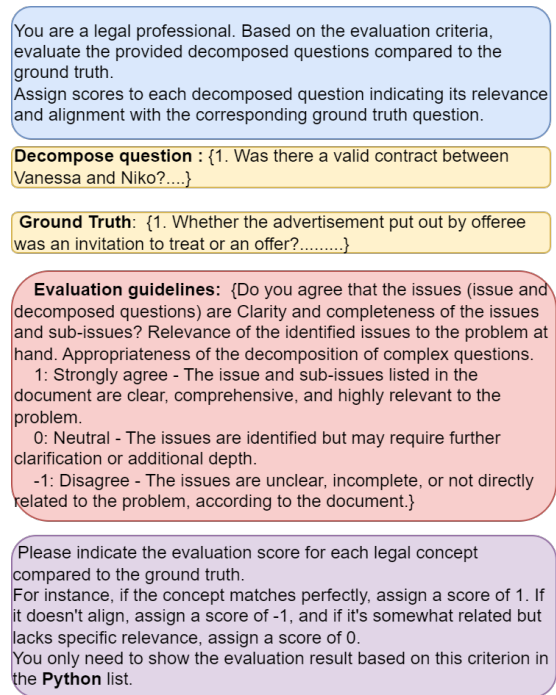 You are a legal professional. Based on the evaluation criteria,
evaluate the provided decomposed questions compared to the
ground truth.
Assign scores to each decomposed question indicating its relevance
and alignment with the corresponding ground truth question.
Decompose question : {1. Was there a valid contract between
Vanessa and Niko?....}
Ground Truth: {1. Whether the advertisement put out by offeree
was an invitation to treat or an offer?.........}
Evaluation guidelines: {Do you agree that the issues (issue and
decomposed questions) are Clarity and completeness of the issues
and sub-issues? Relevance of the identified issues to the problem at
hand. Appropriateness of the decomposition of complex questions.
1: Strongly agree - The issue and sub-issues listed in the
document are clear, comprehensive, and highly relevant to the
problem.
0: Neutral - The issues are identified but may require further
clarification or additional depth.
-1: Disagree - The issues are unclear, incomplete, or not directly
related to the problem, according to the document.}
Please indicate the evaluation score for each legal concept
compared to the ground truth.
For instance, if the concept matches perfectly, assign a score of 1. If
it doesn't align, assign a score of -1, and if it's somewhat related but
lacks specific relevance, assign a score of 0.
You only need to show the evaluation result based on this criterion in
the Python list.